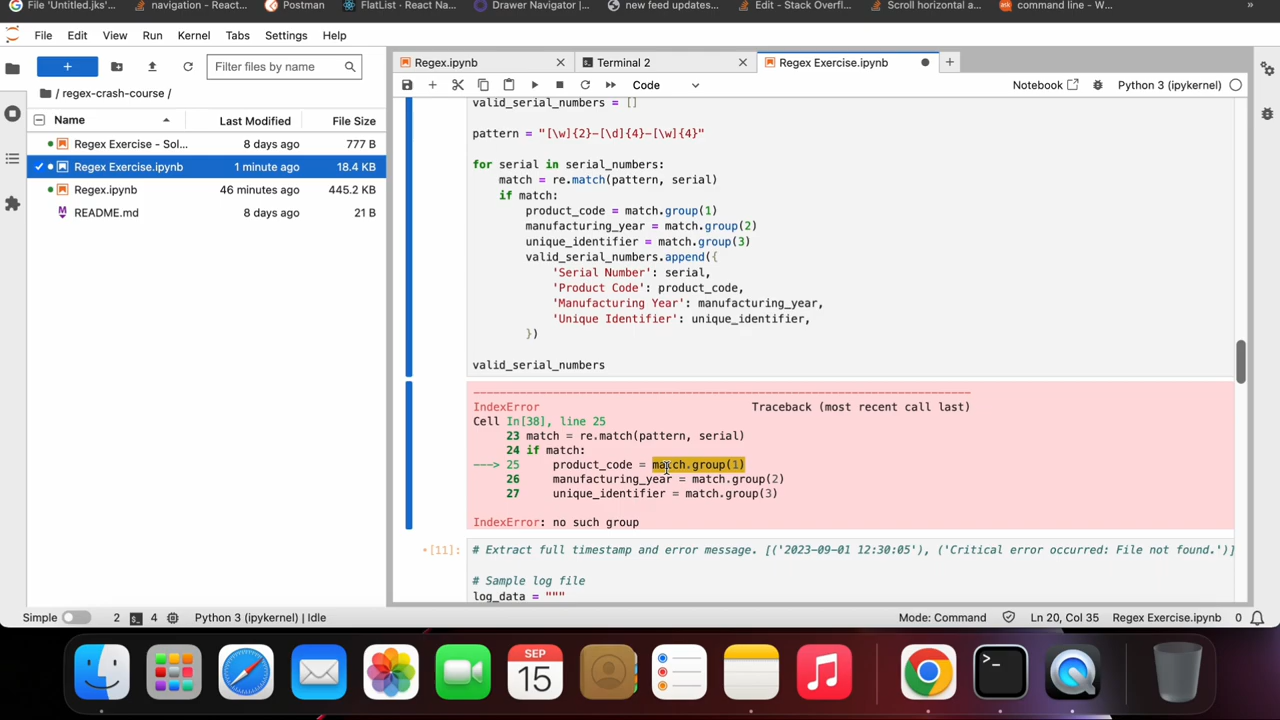 File 'Untitled.jks'...
navigation - React...
Postman
FlatList · React Na...
Drawer Navigator |...
new feed updates...
Edit - Stack Overfl...
Scroll horizontal a...
command line - W...
»
File Edit View Run Kernel Tabs Settings Help
+
Filter files by name
/ regex-crash-course /
Name Last Modified File Size
Regex Exercise - Sol... 8 days ago 777 B
Regex Exercise.ipynb 1 minute ago 18.4 KB
Regex.ipynb 46 minutes ago 445.2 KB
README.md 8 days ago 21 B
Regex.ipynb Terminal 2 Regex Exercise.ipynb
Code Notebook Python 3 (ipykernel)
valid_serial_numbers = []
pattern = "[\w]{2}-[\d]{4}-[\w]{4}"
for serial in serial_numbers:
match = re.match(pattern, serial)
if match:
product_code = match.group(1)
manufacturing_year = match.group(2)
unique_identifier = match.group(3)
valid_serial_numbers.append({
'Serial Number': serial,
'Product Code': product_code,
'Manufacturing Year': manufacturing_year,
'Unique Identifier': unique_identifier,
})
valid_serial_numbers
---------------------------------------------------------------------------
IndexError Traceback (most recent call last)
Cell In[38], line 25
23 match = re.match(pattern, serial)
24 if match:
---> 25 product_code = match.group(1)
26 manufacturing_year = match.group(2)
27 unique_identifier = match.group(3)
IndexError: no such group
[11]: # Extract full timestamp and error message. [('2023-09-01 12:30:05'), ('Critical error occurred: File not found.')]
# Sample log file
log_data = """
Simple 2 4 Python 3 (ipykernel) | Idle Mode: Command Ln 20, Col 35 Regex Exercise.ipynb 0
SEP
15